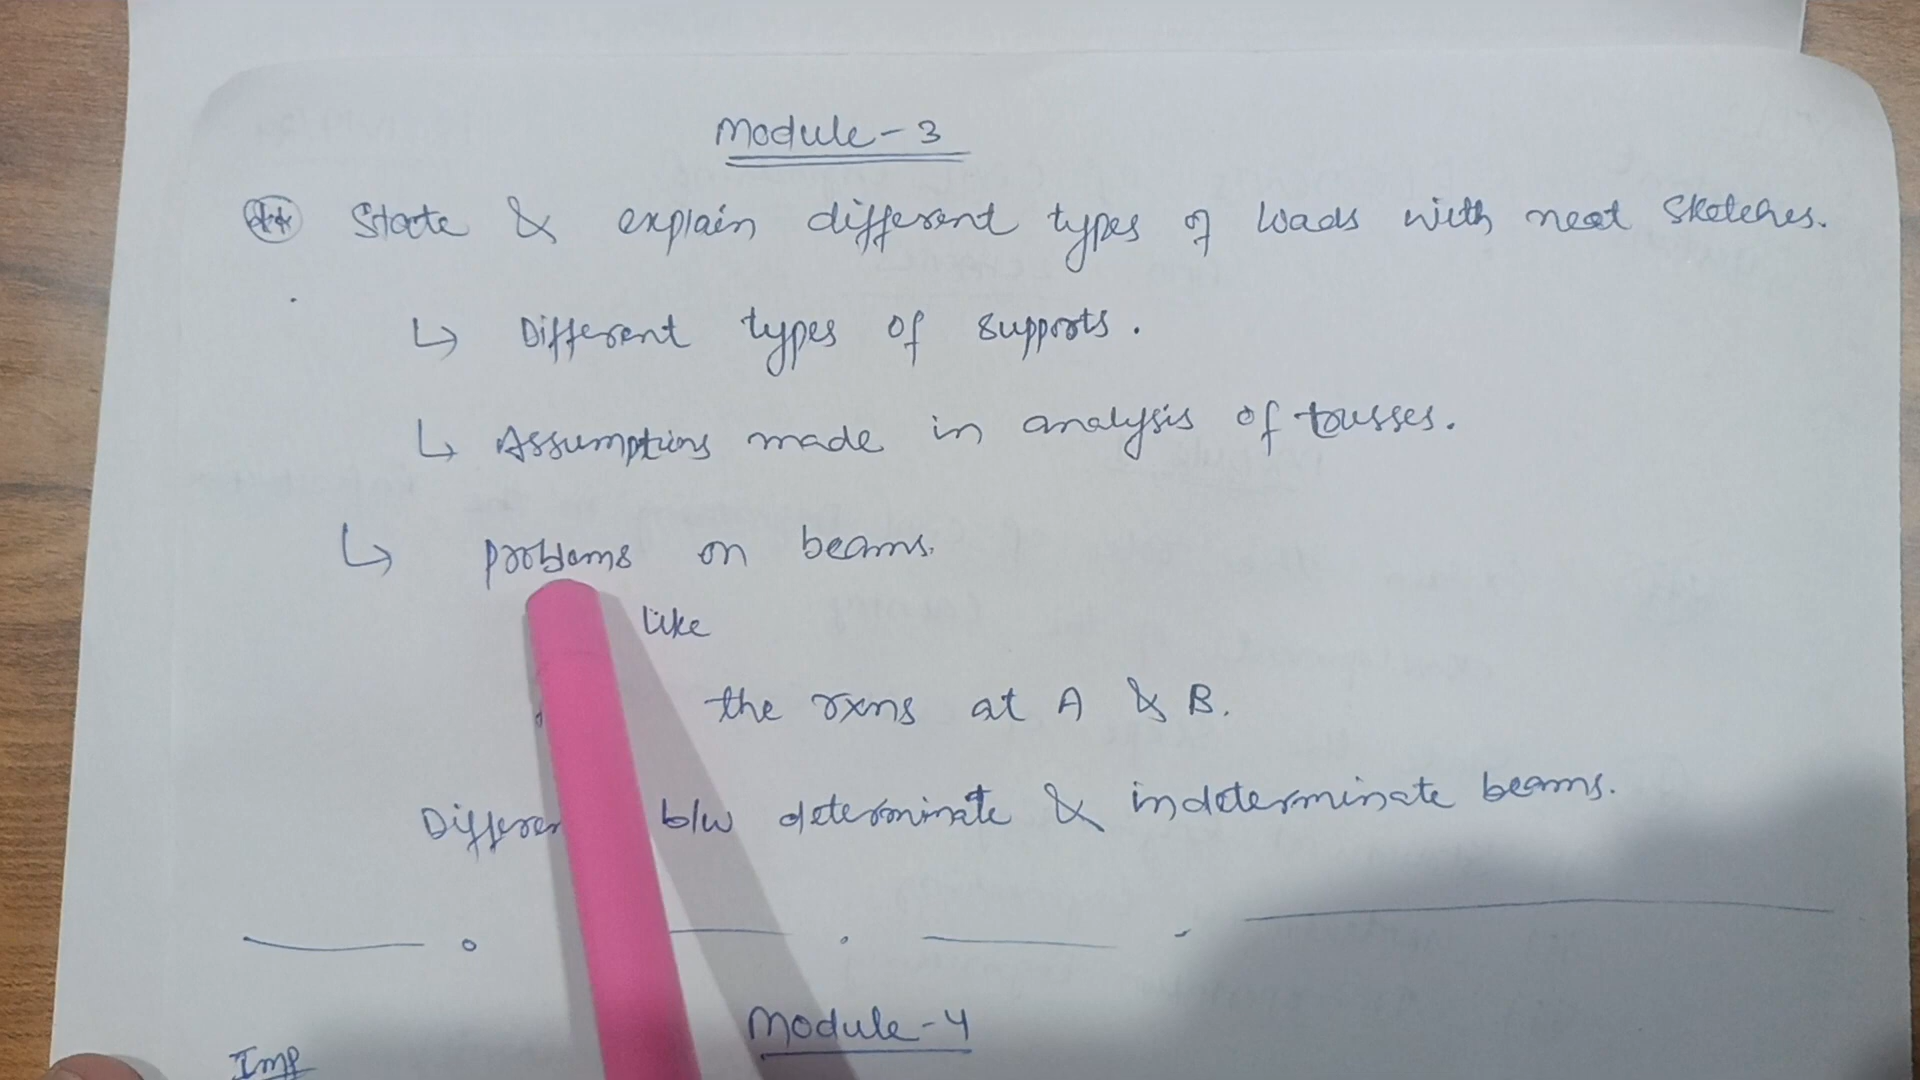 Module-3
** State & explain different types of loads with neat sketches.
↳ Different types of supports.
↳ Assumptions made in analysis of trusses.
↳ problems on beams.
like
the rxns at A & B.
Differen b/w determinate & indeterminate beams.
Module-4
Imp